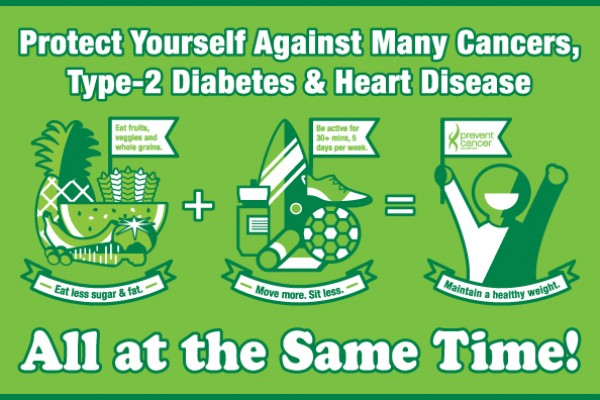 Protect Yourself Against Many Cancers,
Type-2 Diabetes & Heart Disease
Eat fruits,
veggies and
whole grains.
Eat less sugar & fat.
+
Be active for
30+ mins, 5
days per week.
Move more. Sit less.
=
prevent
cancer
Maintain a healthy weight.
All at the Same Time!